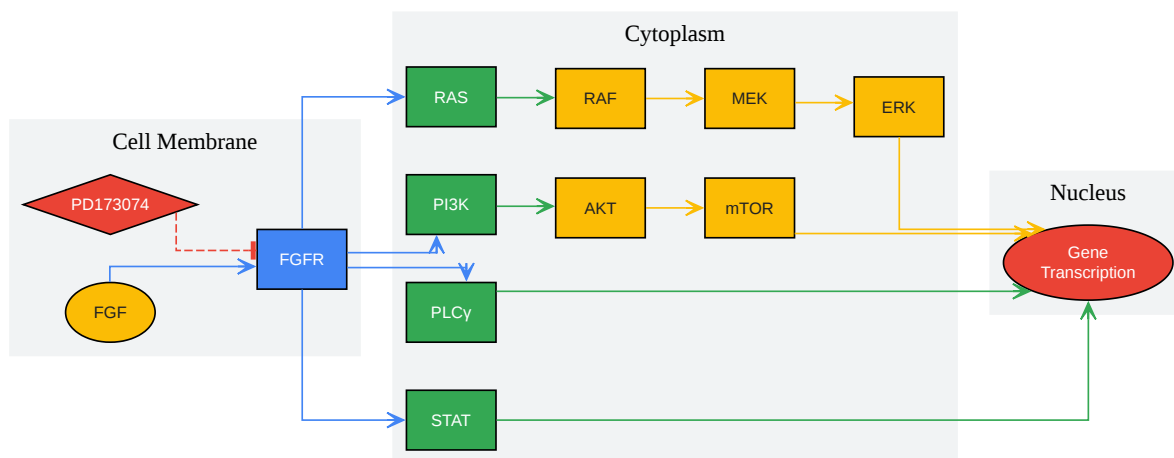 Cytoplasm
RAS
RAF
MEK
ERK
Cell Membrane
PD173074
PI3K
AKT
mTOR
Nucleus
FGFR
Gene
Transcription
FGF
PLCγ
STAT